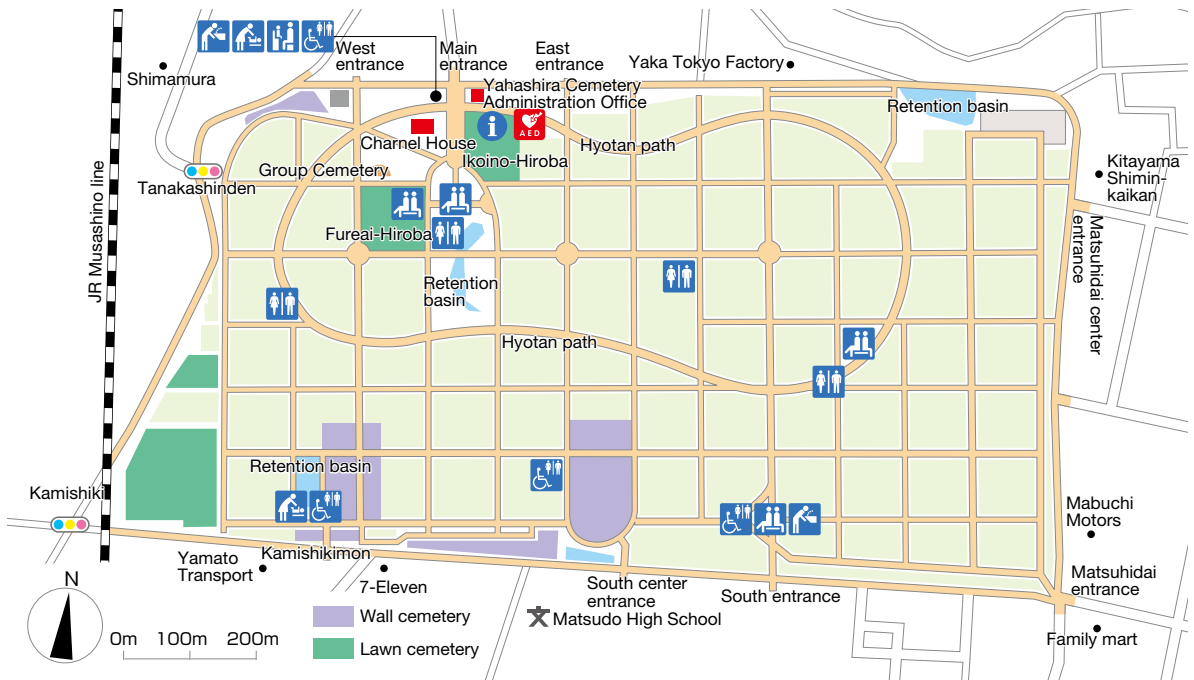 West
entrance
Main
entrance
East
entrance
Yaka Tokyo Factory
Shimamura
Yahashira Cemetery
Administration Office
Retention basin
i
AED
Charnel House
Ikoino-Hiroba
Hyotan path
Group Cemetery
Tanakashinden
Kitayama
Shimin-
kaikan
JR Musashino line
Fureai-Hiroba
Matsuhidai center
entrance
Retention
basin
Hyotan path
Retention basin
Kamishiki
Mabuchi
Motors
Yamato
Transport
Kamishikimon
7-Eleven
South center
entrance
South entrance
Matsuhidai
entrance
N
0m 100m 200m
Wall cemetery
Lawn cemetery
Matsudo High School
Family mart